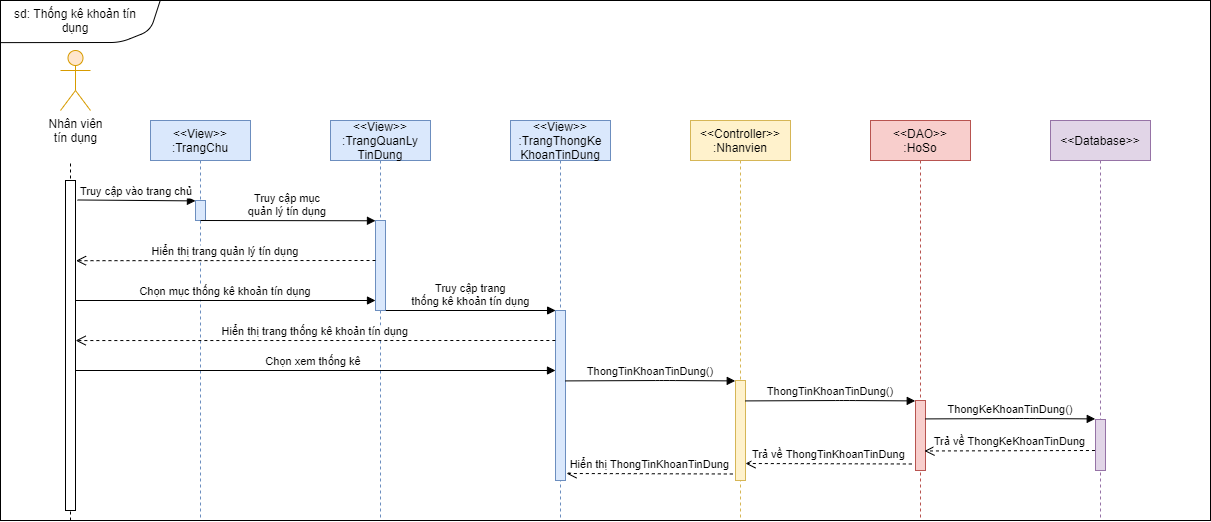 sd: Thống kê khoản tín
dụng
Nhân viên
tín dụng
<<View>>
:TrangChu
<<View>>
:TrangQuanLy
TinDung
<<View>>
:TrangThongKe
KhoanTinDung
<<Controller>>
:Nhanvien
<<DAO>>
:HoSo
<<Database>>
Truy cập vào trang chủ
Truy cập mục
quản lý tín dụng
Hiển thị trang quản lý tín dụng
Chọn mục thống kê khoản tín dụng
Truy cập trang
thống kê khoản tín dụng
Hiển thị trang thống kê khoản tín dụng
Chọn xem thống kê
ThongTinKhoanTinDung()
ThongTinKhoanTinDung()
ThongKeKhoanTinDung()
Trả về ThongKeKhoanTinDung
Trả về ThongTinKhoanTinDung
Hiển thị ThongTinKhoanTinDung